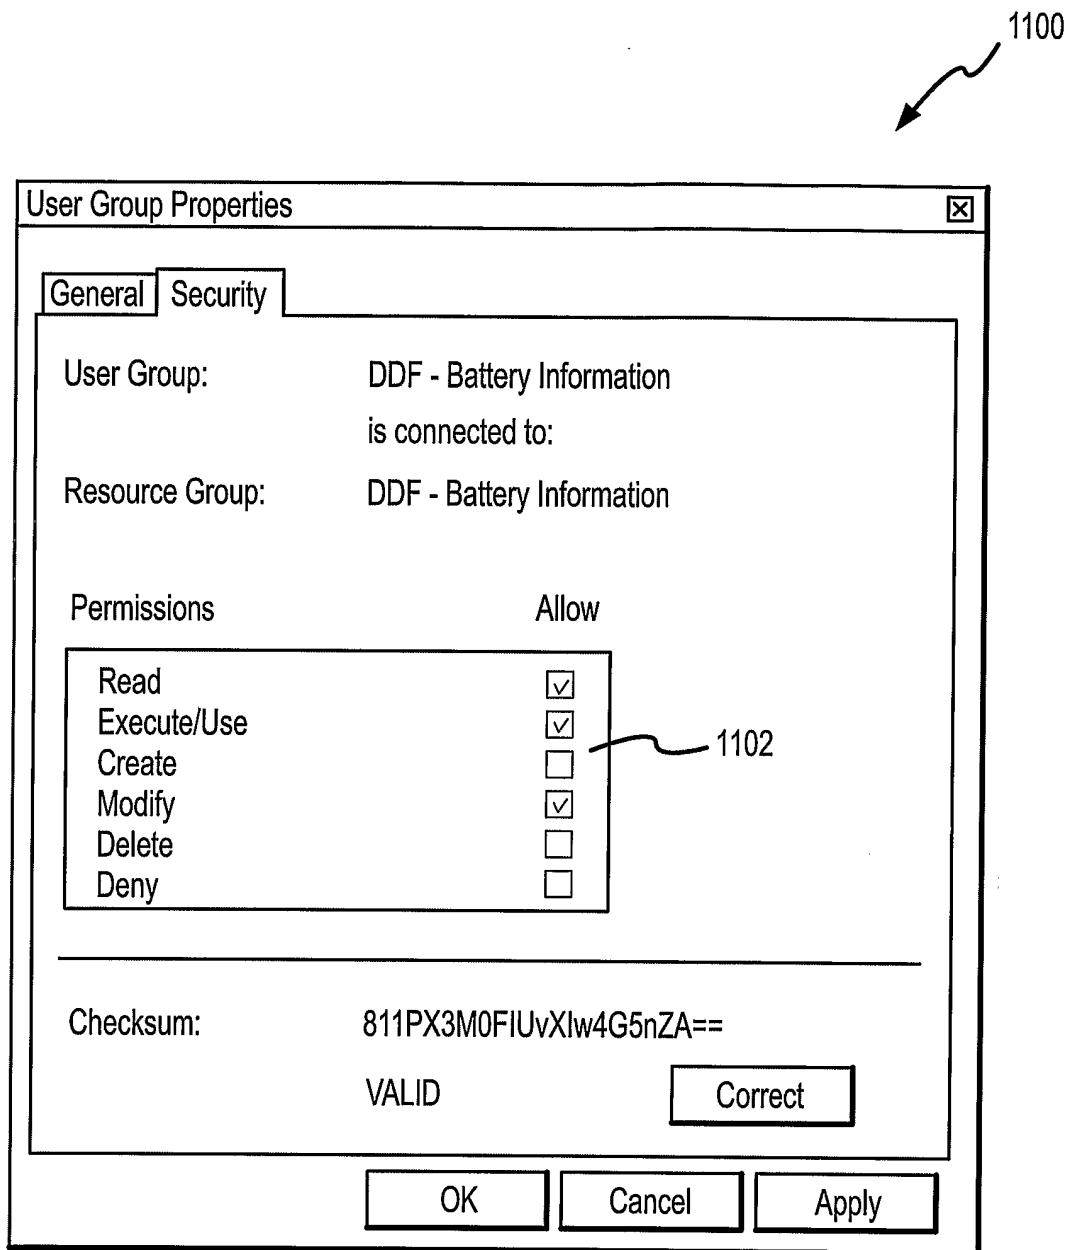 1100
User Group Properties
General Security
User Group: DDF - Battery Information
is connected to:
Resource Group: DDF - Battery Information
Permissions Allow
Read
Execute/Use
1102
Create
Modify
Delete
Deny
Checksum: 811PX3M0FIUvXIw4G5nZA==
VALID Correct
OK Cancel Apply